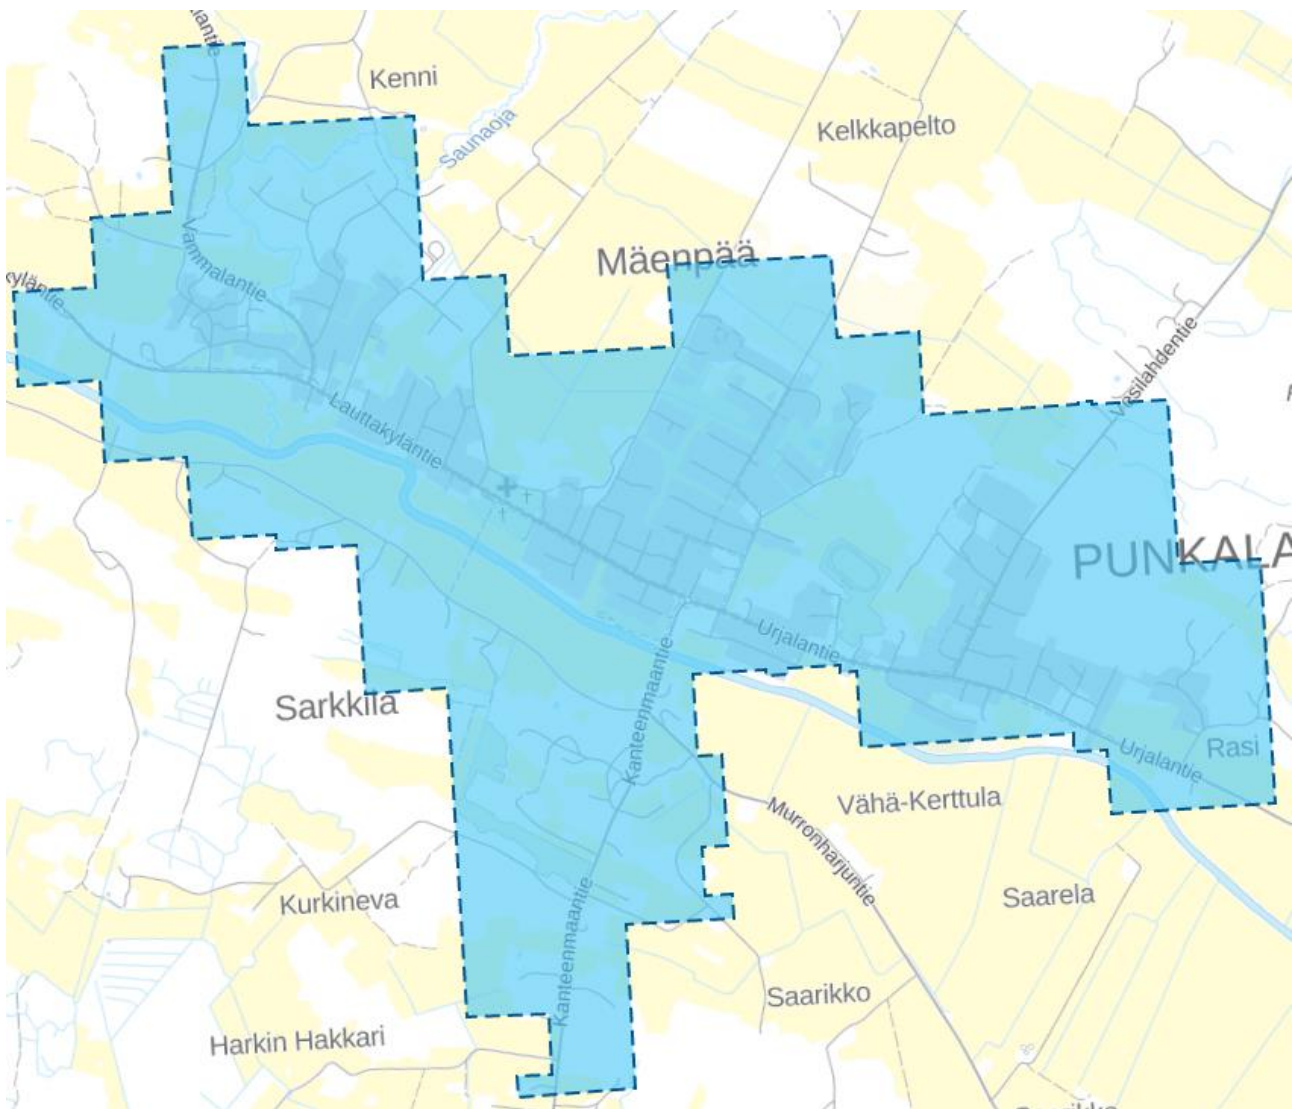 Kenni
Saunaoja
Kelkkapelto
Mäenpää
Vammalantie
Vesilahdentie
Lauttakyläntie
PUNKALA
Urjalantie
Kanteenmaantie
Sarkkila
Urjalantie
Rasi
Vähä-Kerttula
Murronharjuntie
Kurkineva
Saarela
Kanteenmaantie
Saarikko
Harkin Hakkari